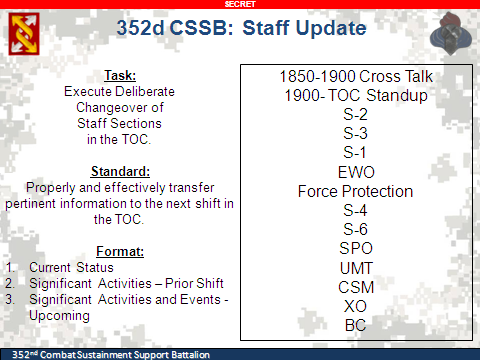 SECRET
352d CSSB: Staff Update
Task:
Execute Deliberate
Changeover of
Staff Sections
in the TOC.
Standard:
Properly and effectively transfer
pertinent information to the next shift in
the TOC.
Format:
1. Current Status
2. Significant Activities – Prior Shift
3. Significant Activities and Events -
Upcoming
1850-1900 Cross Talk
1900- TOC Standup
S-2
S-3
S-1
EWO
Force Protection
S-4
S-6
SPO
UMT
CSM
XO
BC
352nd Combat Sustainment Support Battalion